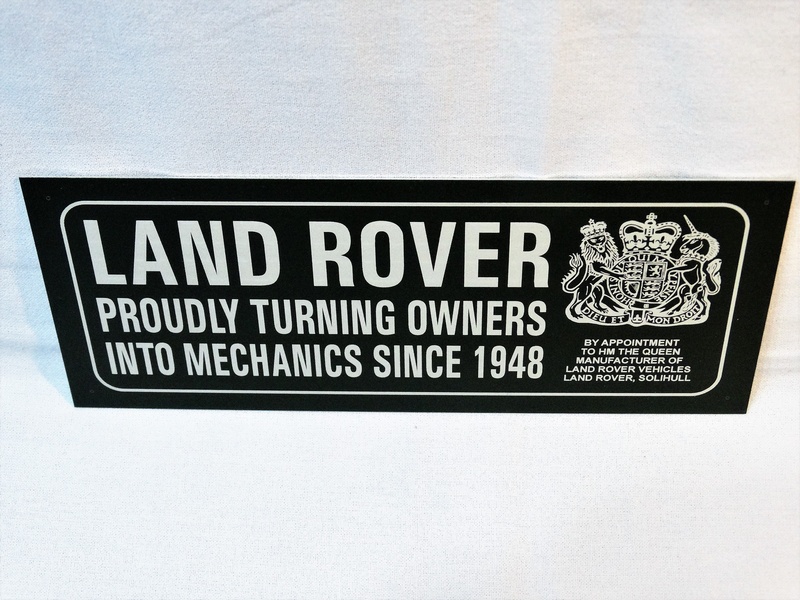 LAND ROVER
PROUDLY TURNING OWNERS
INTO MECHANICS SINCE 1948
DIEU ET MON DROIT
BY APPOINTMENT
TO HM THE QUEEN
MANUFACTURER OF
LAND ROVER VEHICLES
LAND ROVER, SOLIHULL